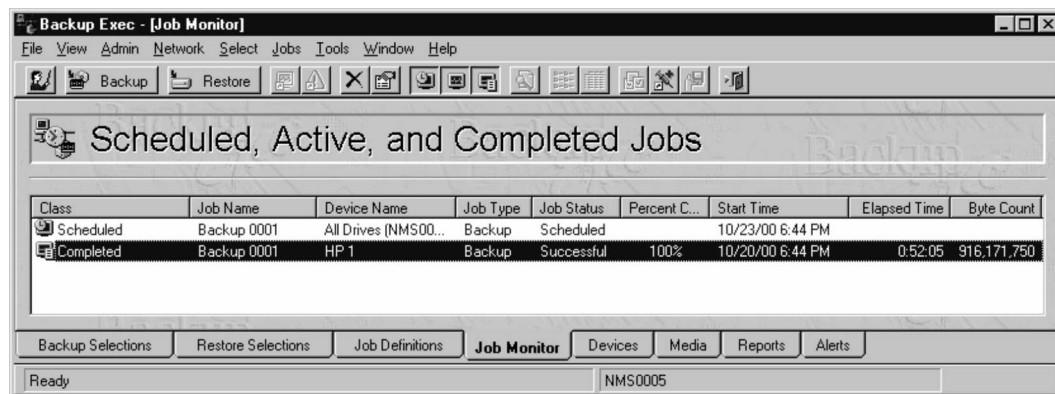 Backup Exec - [Job Monitor]
File View Admin Network Select Jobs Tools Window Help
Backup Restore
Scheduled, Active, and Completed Jobs
Backup
Class Job Name Device Name Job Type Job Status Percent C... Start Time Elapsed Time Byte Count
Scheduled Backup 0001 All Drives (NMS00... Backup Scheduled 10/23/00 6:44 PM
Completed Backup 0001 HP 1 Backup Successful 100% 10/20/00 6:44 PM 0:52:05 916,171,750
Backup Selections Restore Selections Job Definitions Job Monitor Devices Media Reports Alerts
Ready NMS0005